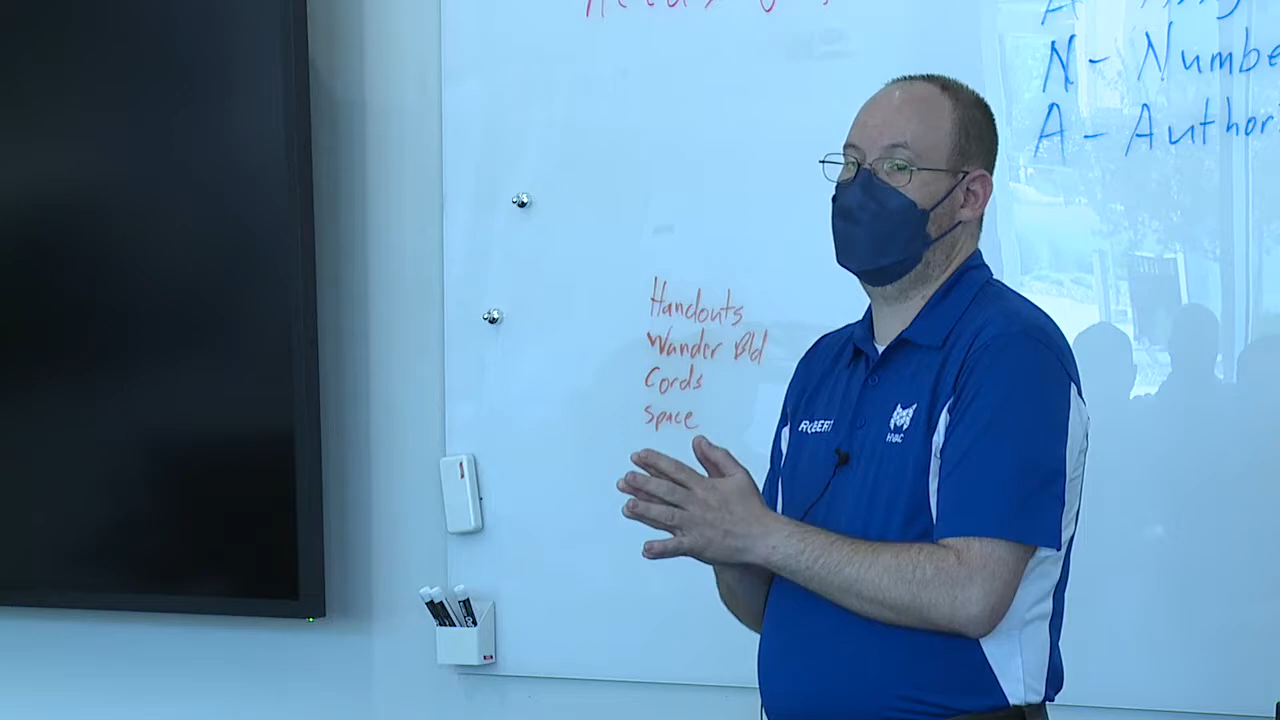 N - Numbe
A - Author
Handouts
Wander Bld
Cords
Space
ROBERT
HVAC